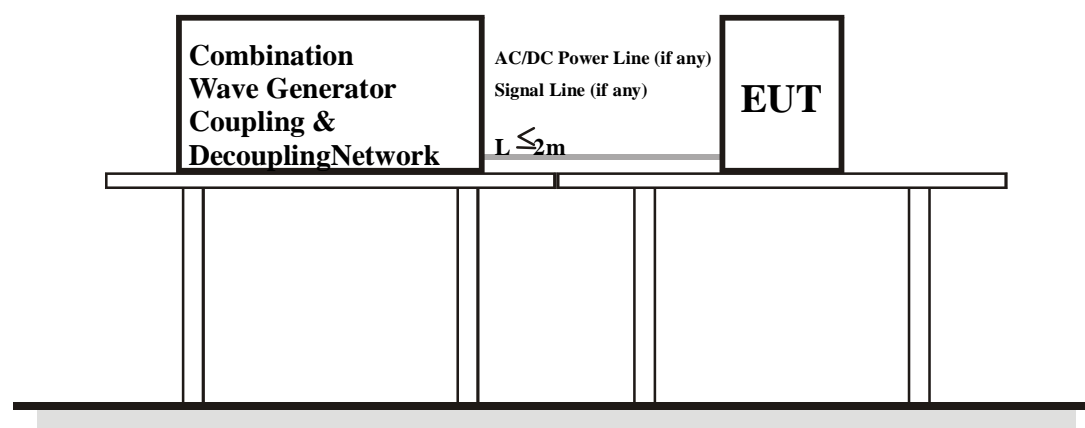 Combination
Wave Generator
Coupling &
DecouplingNetwork
AC/DC Power Line (if any)
Signal Line (if any)
L ≤2m
EUT